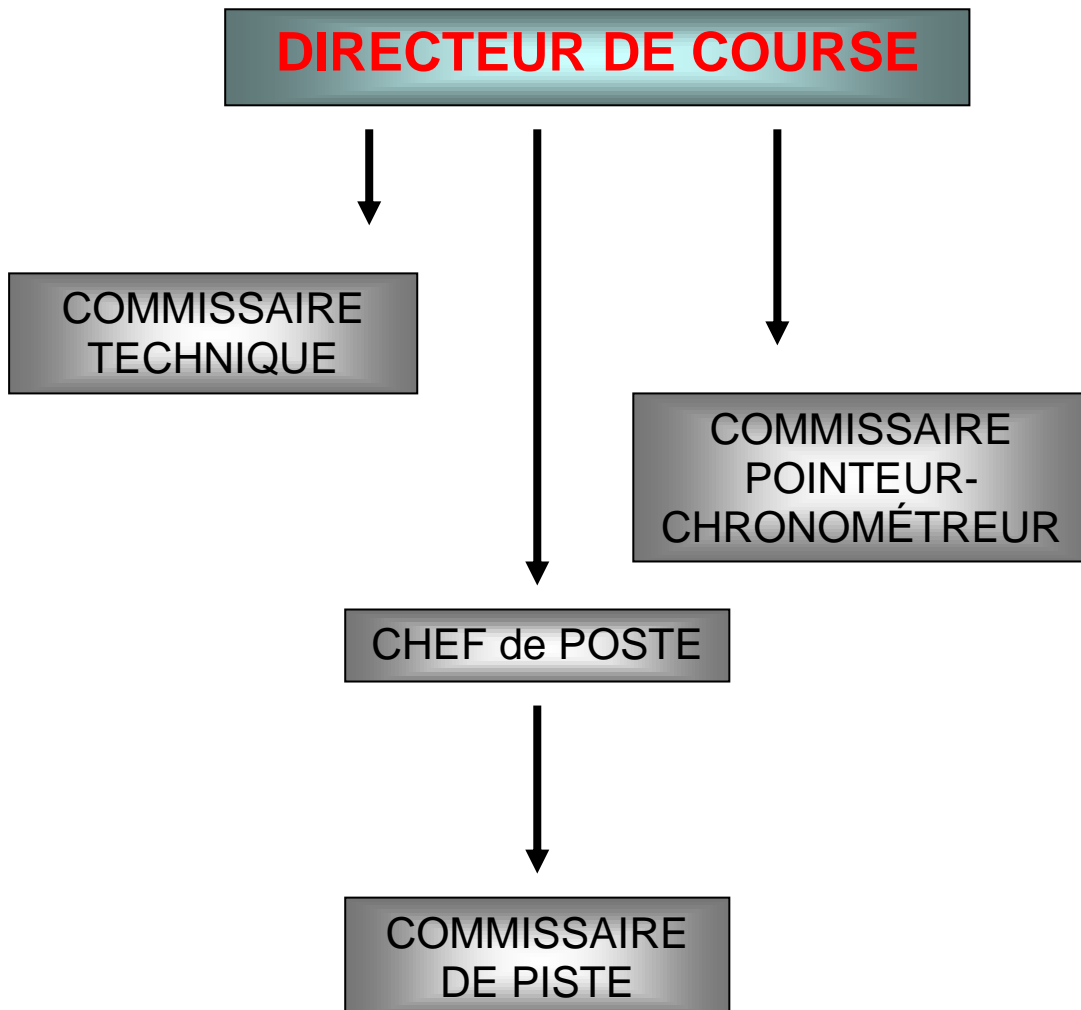 DIRECTEUR DE COURSE
COMMISSAIRE
TECHNIQUE
COMMISSAIRE
POINTEUR-
CHRONOMÉTREUR
CHEF de POSTE
COMMISSAIRE
DE PISTE